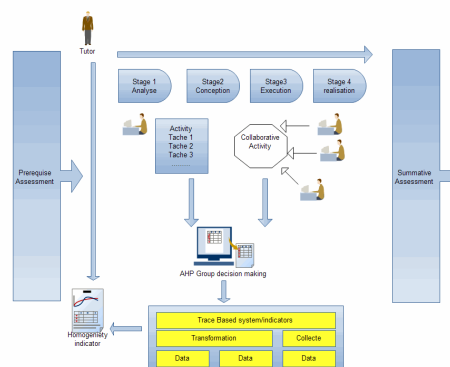 Tutor
Stage 1
Analyse
Stage2
Conception
Stage3
Execution
Stage 4
realisation
Activity
Tache 1
Tache 2
Tache 3
Collaborative
Activity
Prerequise
Assessment
Summative
Assessment
AHP Group decision making
Homogeniety
indicator
Trace Based system/indicators
Transformation
Collecte
Data
Data
Data